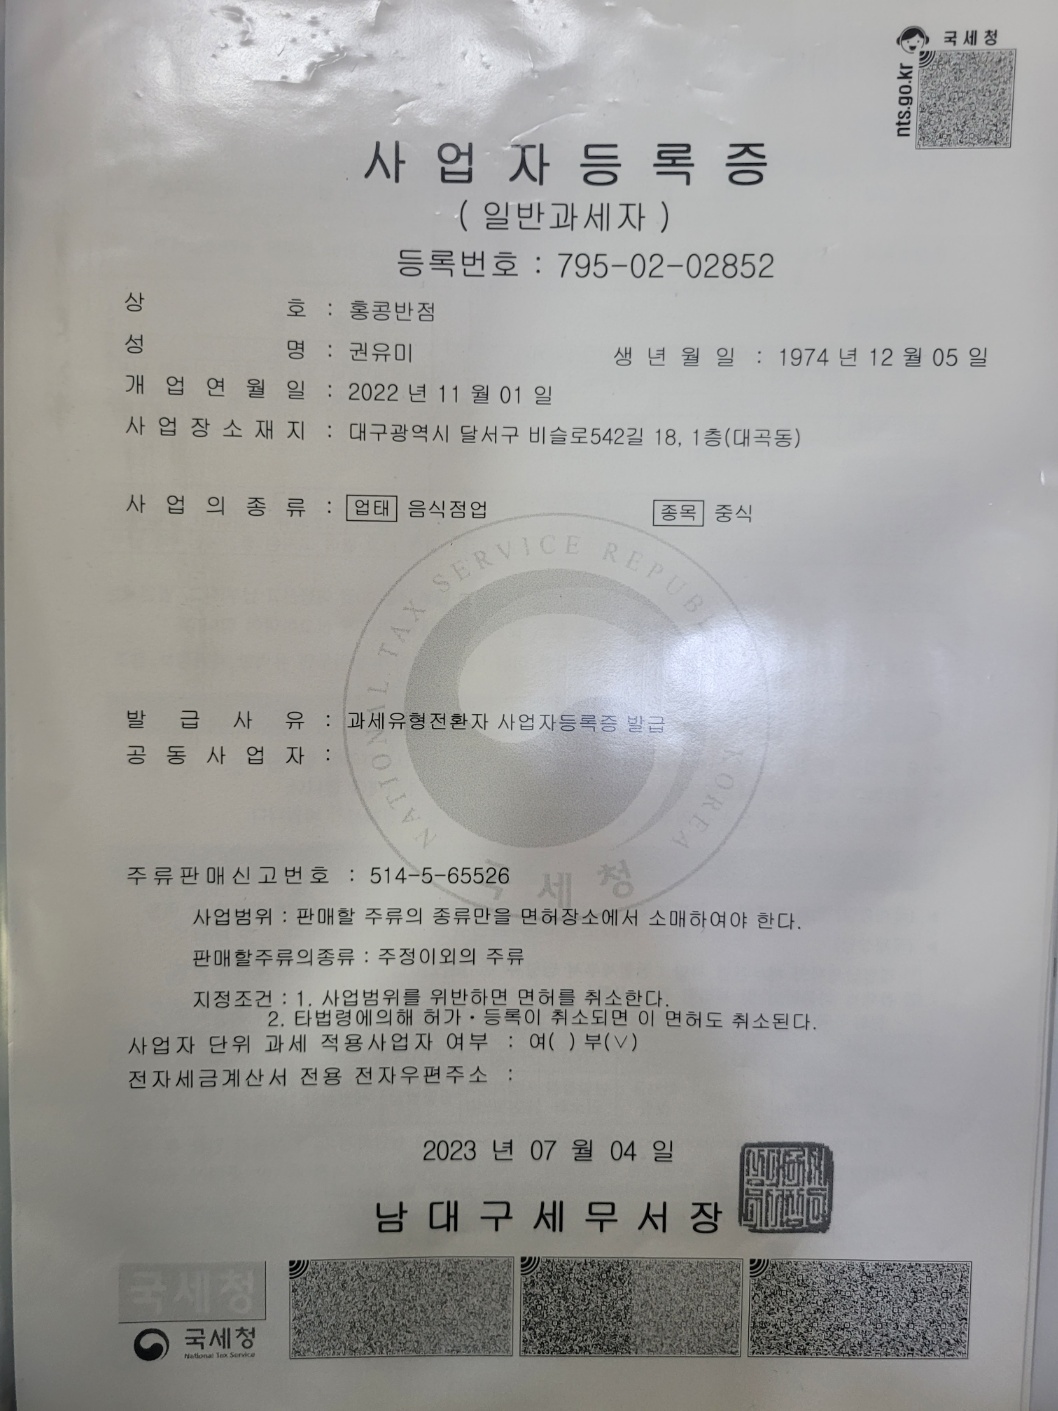 국세청
nts.go.kr
사업자등록증
( 일반과세자 )
등록번호 : 795-02-02852
상 호 : 홍콩반점
성 명 : 권유미 생년월일 : 1974 년 12 월 05 일
개업연월일 : 2022 년 11 월 01 일
사업장소재지 : 대구광역시 달서구 비슬로542길 18, 1층(대곡동)
사업의종류 : 업태 음식점업 종목 중식
NATIONAL TAX SERVICE REPUBLIC KOREA
국세청
발급사유 : 과세유형전환자 사업자등록증 발급
공동사업자 :
주류판매신고번호 : 514-5-65526
사업범위 : 판매할 주류의 종류만을 면허장소에서 소매하여야 한다.
판매할주류의종류 : 주정이외의 주류
지정조건 : 1. 사업범위를 위반하면 면허를 취소한다.
2. 타법령에의해 허가·등록이 취소되면 이 면허도 취소된다.
사업자 단위 과세 적용사업자 여부 : 여( ) 부(∨)
전자세금계산서 전용 전자우편주소 :
2023 년 07 월 04 일
남대구세무서장
국세청
국세청
National Tax Service